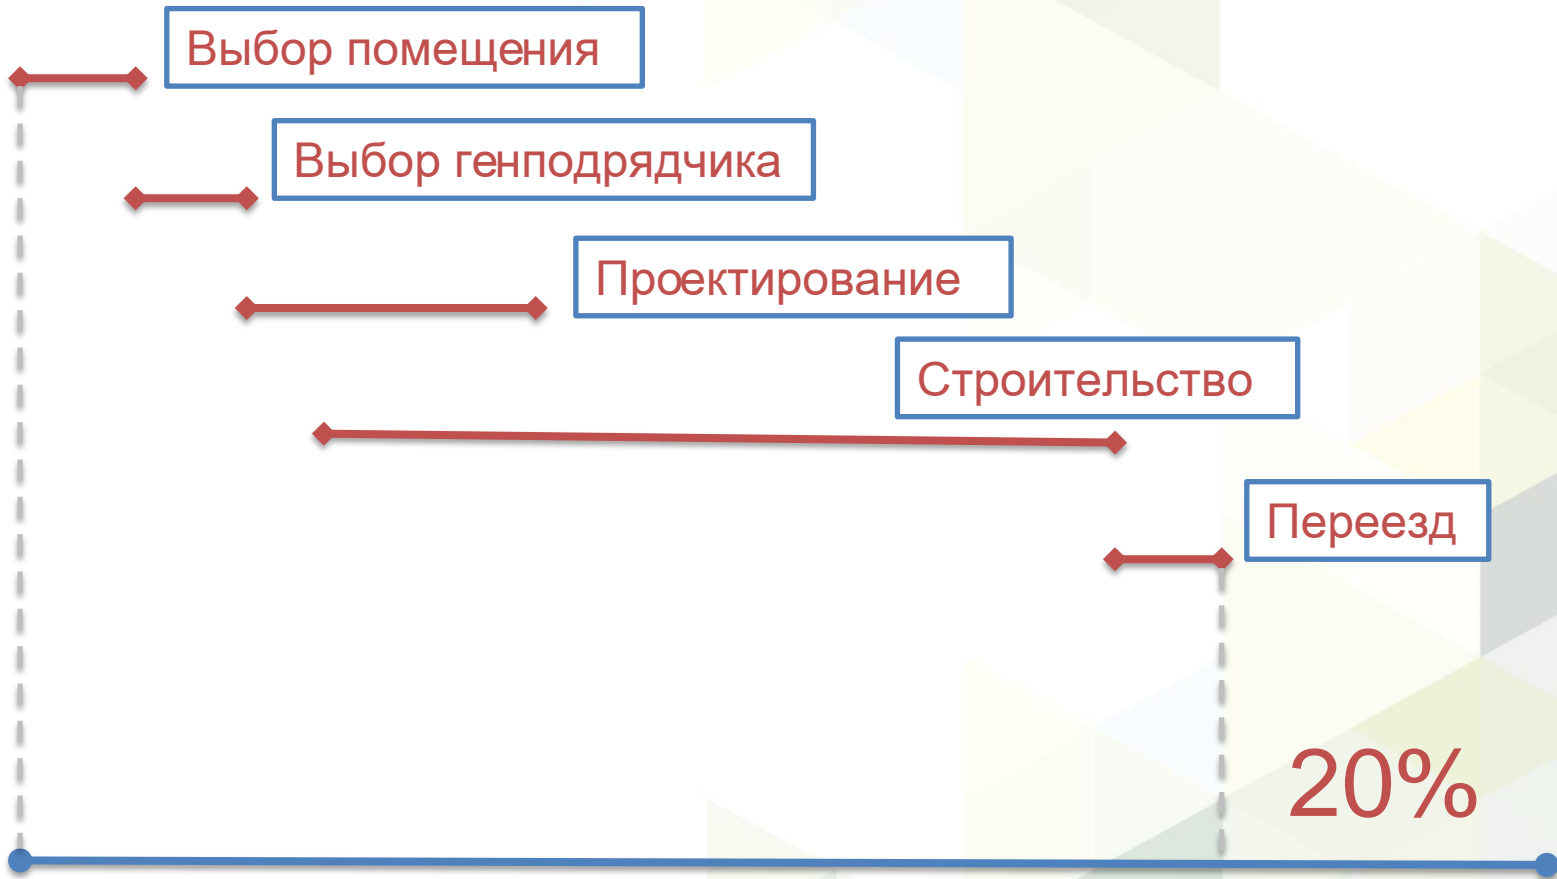 Выбор помещения
Выбор генподрядчика
Проектирование
Строительство
Переезд
20%